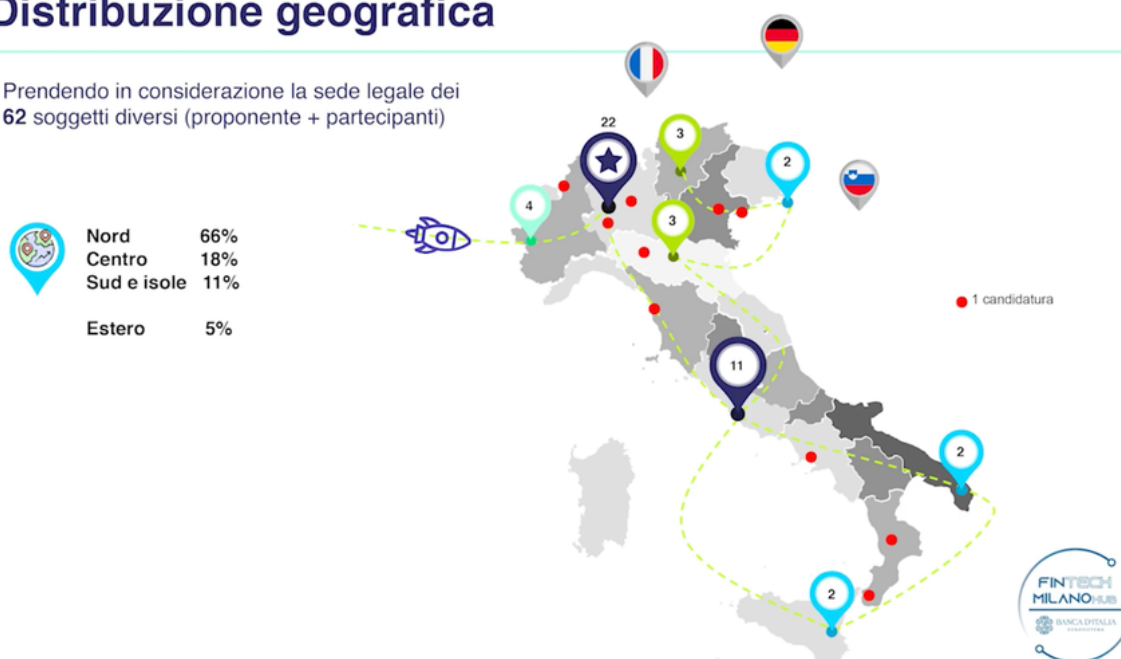 Distribuzione geografica
Prendendo in considerazione la sede legale dei
62 soggetti diversi (proponente + partecipanti)
22
3
2
4
3
Nord 66%
Centro 18%
Sud e isole 11%
Estero 5%
1 candidatura
11
2
2
FINTECH
MILANO HUB
BANCA D'ITALIA
EUROSISTEMA